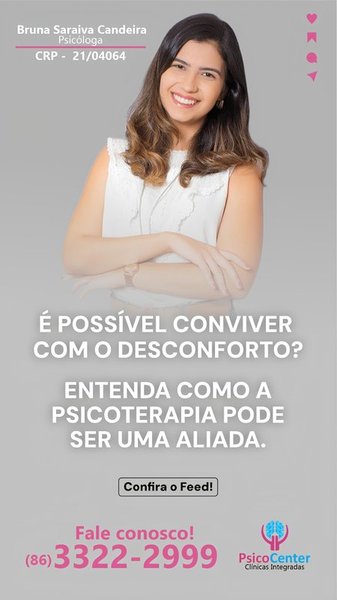 Bruna Saraiva Candeira
Psicóloga
CRP - 21/04064
É POSSÍVEL CONVIVER
COM O DESCONFORTO?
ENTENDA COMO A
PSICOTERAPIA PODE
SER UMA ALIADA.
Confira o Feed!
Fale conosco!
(86) 3322-2999
PsicoCenter
Clínicas Integradas